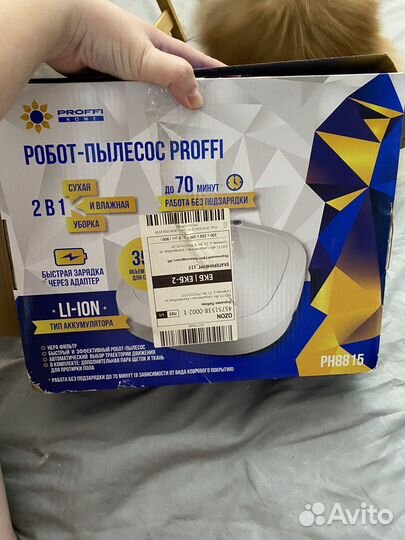 PROFFI
HOME
РОБОТ-ПЫЛЕСОС PROFFI
2 В 1
СУХАЯ
И ВЛАЖНАЯ
УБОРКА
ДО 70 МИНУТ
РАБОТА БЕЗ ПОДЗАРЯДКИ
БЫСТРАЯ ЗАРЯДКА
ЧЕРЕЗ АДАПТЕР
LI-ION
ТИП АККУМУЛЯТОРА
НЕРА ФИЛЬТР
БЫСТРЫЙ И ЭФФЕКТИВНЫЙ РОБОТ-ПЫЛЕСОС
АВТОМАТИЧЕСКИЙ ВЫБОР ТРАЕКТОРИИ ДВИЖЕНИЯ
В КОМПЛЕКТЕ: ДОПОЛНИТЕЛЬНАЯ ПАРА ЩЕТОК И ТКАНЬ
ДЛЯ ПРОТИРКИ ПОЛА
* РАБОТА БЕЗ ПОДЗАРЯДКИ ДО 70 МИНУТ (В ЗАВИСИМОСТИ ОТ ВИДА КОВРОВОГО ПОКРЫТИЯ)
ЕКБ ЕКБ-2
OZON
PH8815
Avito